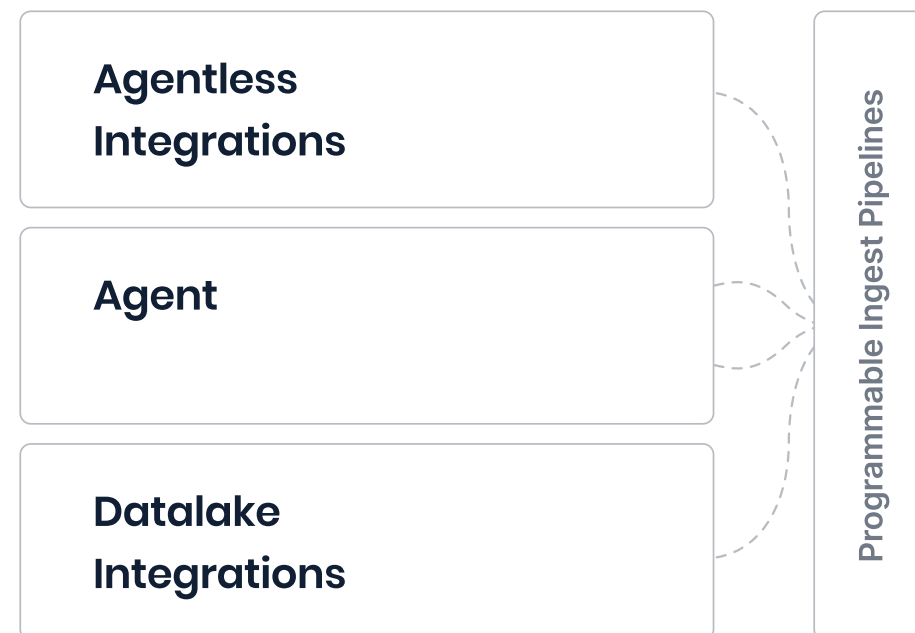 Agentless
Integrations
Agent
Datalake
Integrations
Programmable Ingest Pipelines